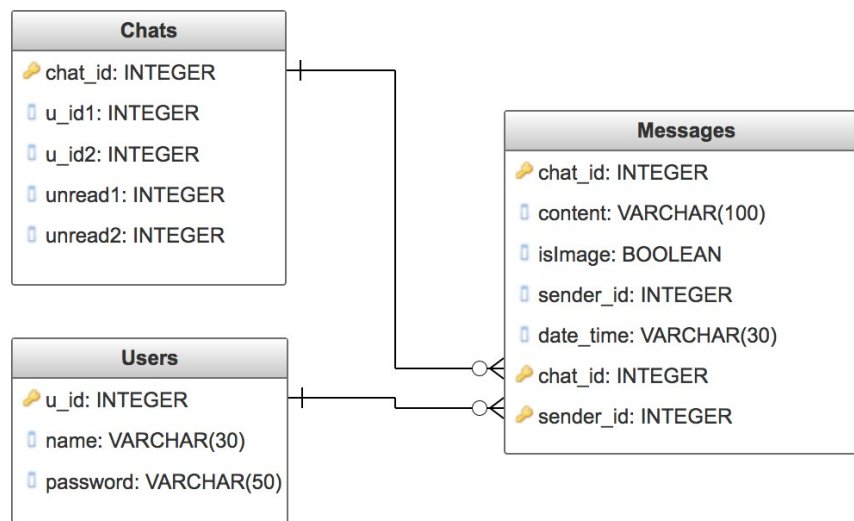 Chats
chat_id: INTEGER
u_id1: INTEGER
u_id2: INTEGER
unread1: INTEGER
unread2: INTEGER
Messages
chat_id: INTEGER
content: VARCHAR(100)
isImage: BOOLEAN
sender_id: INTEGER
date_time: VARCHAR(30)
chat_id: INTEGER
sender_id: INTEGER
Users
u_id: INTEGER
name: VARCHAR(30)
password: VARCHAR(50)